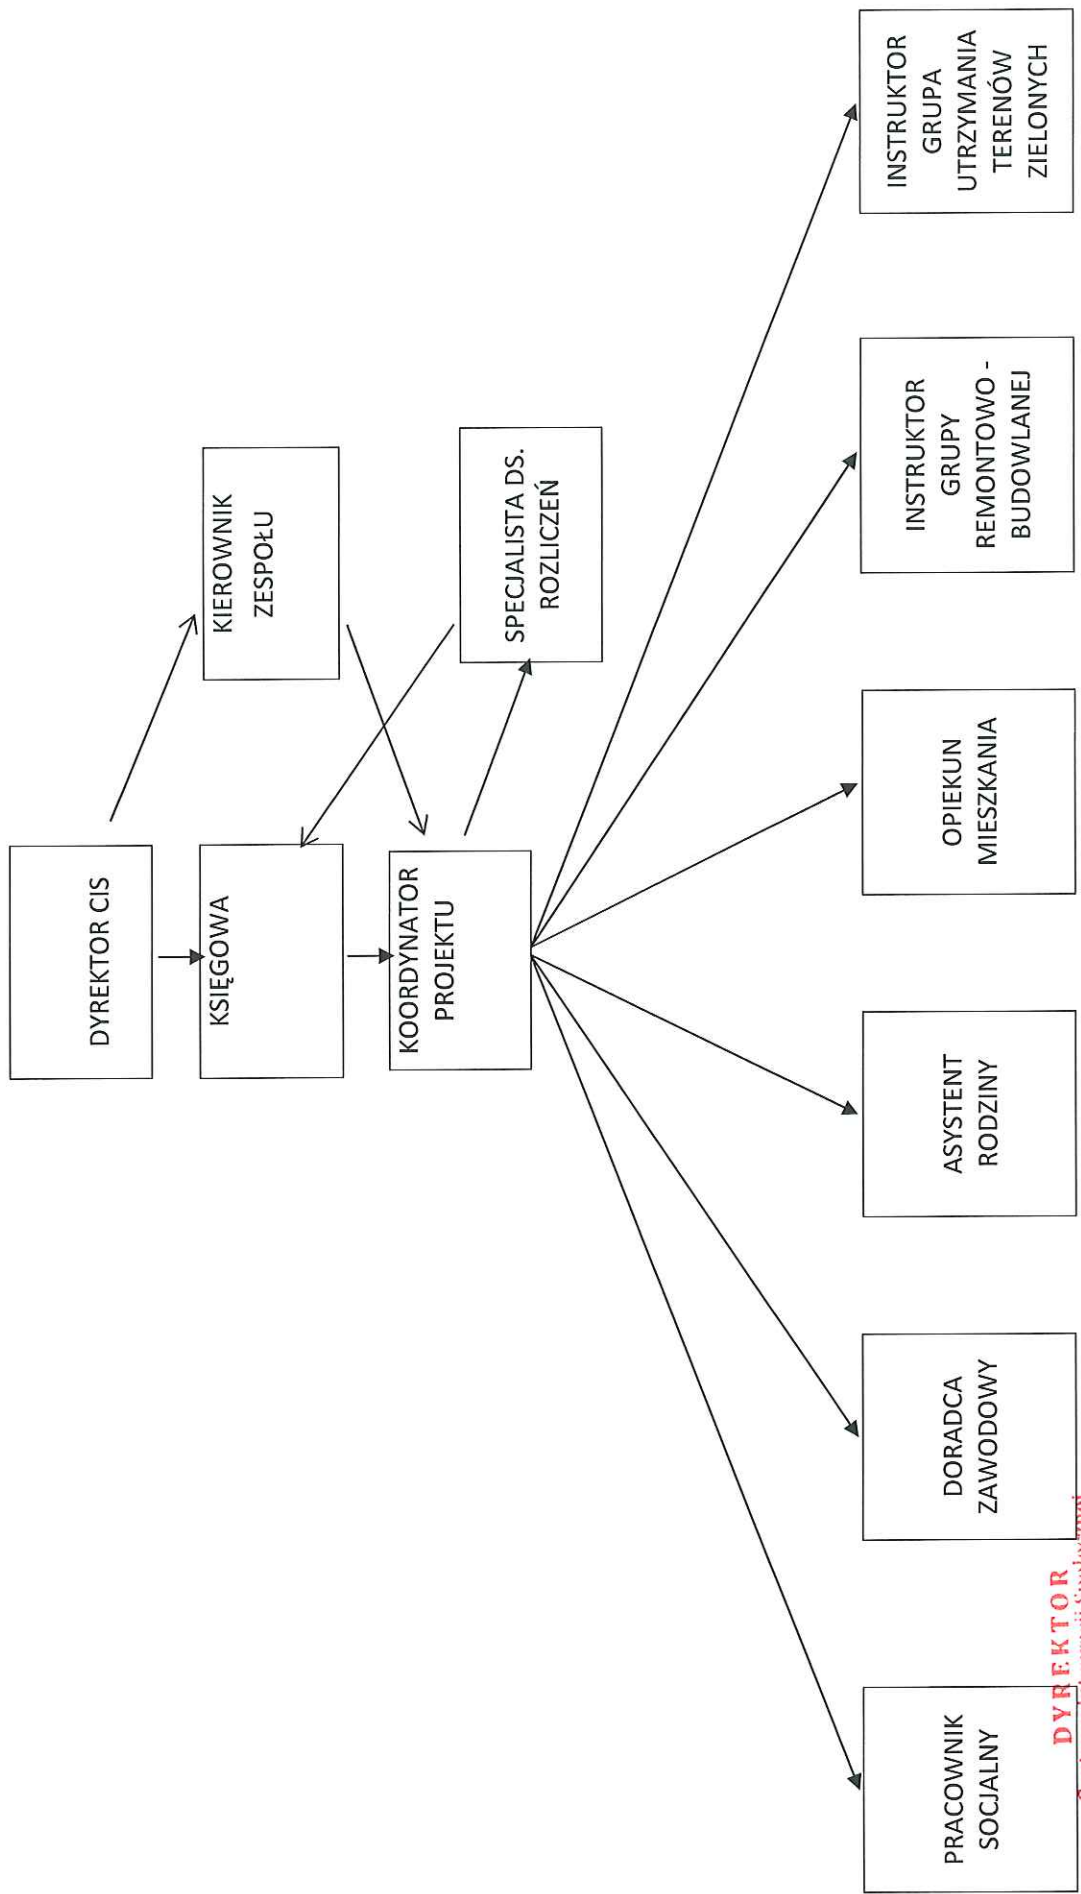 DYREKTOR CIS
KSIĘGOWA
KIEROWNIK
ZESPOŁU
KOORDYNATOR
PROJEKTU
SPECJALISTA DS.
ROZLICZEŃ
PRACOWNIK
SOCJALNY
DORADCA
ZAWODOWY
ASYSTENT
RODZINY
OPIEKUN
MIESZKANIA
INSTRUKTOR
GRUPY
REMONTOWO -
BUDOWLANEJ
INSTRUKTOR
GRUPA
UTRZYMANIA
TERENÓW
ZIELONYCH
DYREKTOR